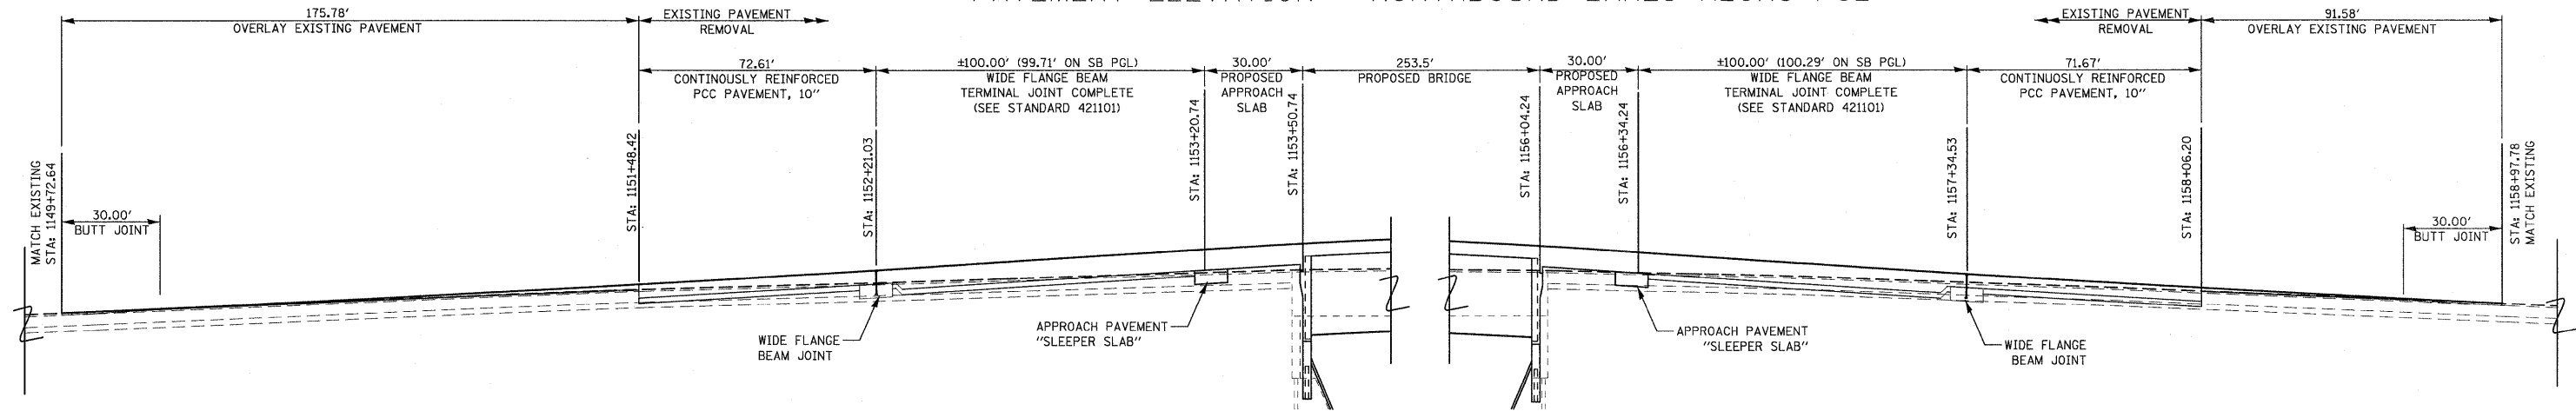 175.78'
OVERLAY EXISTING PAVEMENT
EXISTING PAVEMENT
REMOVAL
EXISTING PAVEMENT
REMOVAL
91.58'
OVERLAY EXISTING PAVEMENT
72.61'
CONTINOUSLY REINFORCED
PCC PAVEMENT, 10"
±100.00' (99.71' ON SB PGL)
WIDE FLANGE BEAM
TERMINAL JOINT COMPLETE
(SEE STANDARD 421101)
30.00'
PROPOSED
APPROACH
SLAB
253.5'
PROPOSED BRIDGE
30.00'
PROPOSED
APPROACH
SLAB
±100.00' (100.29' ON SB PGL)
WIDE FLANGE BEAM
TERMINAL JOINT COMPLETE
(SEE STANDARD 421101)
71.67'
CONTINUOSLY REINFORCED
PCC PAVEMENT, 10"
MATCH EXISTING
STA: 1149+72.64
STA: 1151+48.42
STA: 1152+21.03
STA: 1153+20.74
STA: 1153+50.74
STA: 1156+04.24
STA: 1156+34.24
STA: 1157+34.53
STA: 1158+06.20
STA: 1158+97.78
MATCH EXISTING
30.00'
BUTT JOINT
30.00'
BUTT JOINT
WIDE FLANGE
BEAM JOINT
APPROACH PAVEMENT
"SLEEPER SLAB"
APPROACH PAVEMENT
"SLEEPER SLAB"
WIDE FLANGE
BEAM JOINT